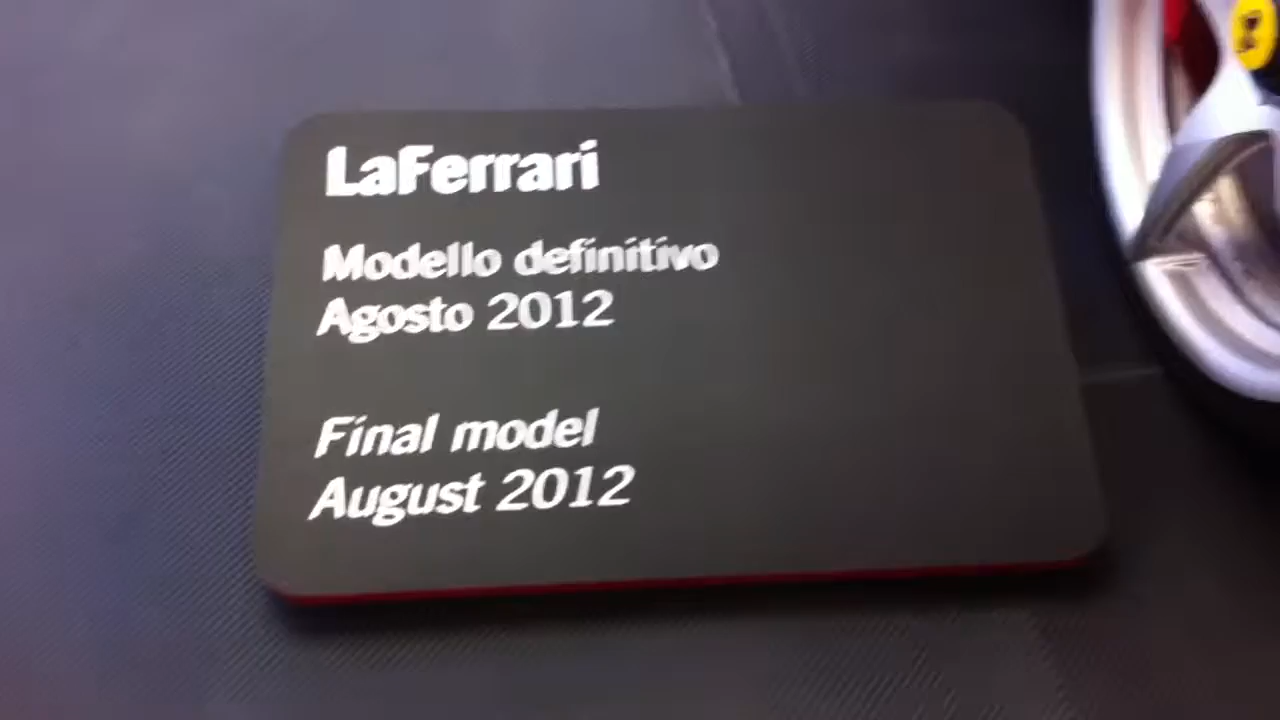 LaFerrari
Modello definitivo
Agosto 2012
Final model
August 2012